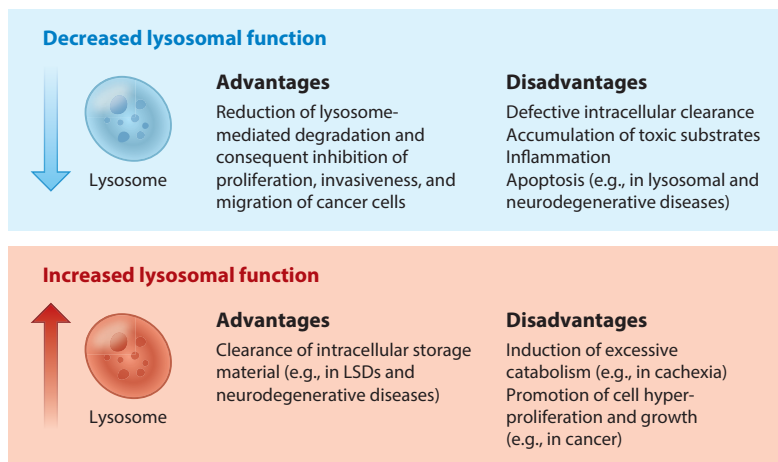 Decreased lysosomal function
Lysosome
Advantages
Reduction of lysosome-
mediated degradation and
consequent inhibition of
proliferation, invasiveness, and
migration of cancer cells
Disadvantages
Defective intracellular clearance
Accumulation of toxic substrates
Inflammation
Apoptosis (e.g., in lysosomal and
neurodegenerative diseases)
Increased lysosomal function
Lysosome
Advantages
Clearance of intracellular storage
material (e.g., in LSDs and
neurodegenerative diseases)
Disadvantages
Induction of excessive
catabolism (e.g., in cachexia)
Promotion of cell hyper-
proliferation and growth
(e.g., in cancer)